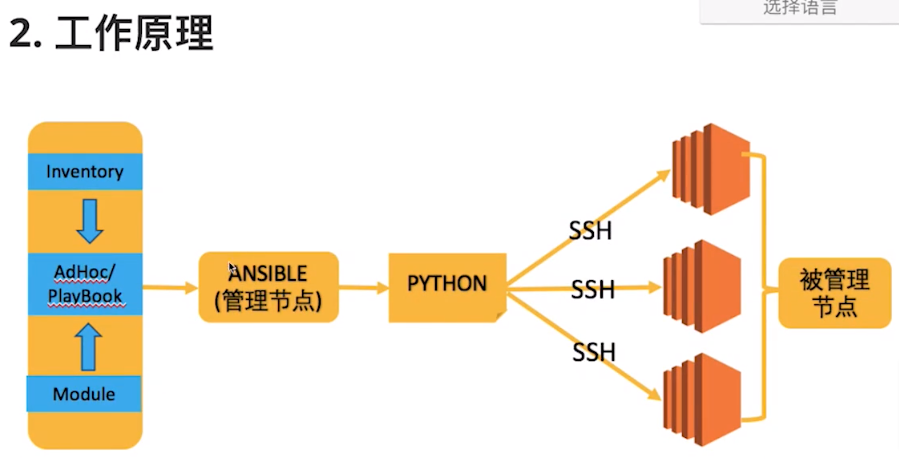 选择语言
2. 工作原理
Inventory
AdHoc/
PlayBook
Module
ANSIBLE
(管理节点)
PYTHON
SSH
SSH
SSH
被管理
节点